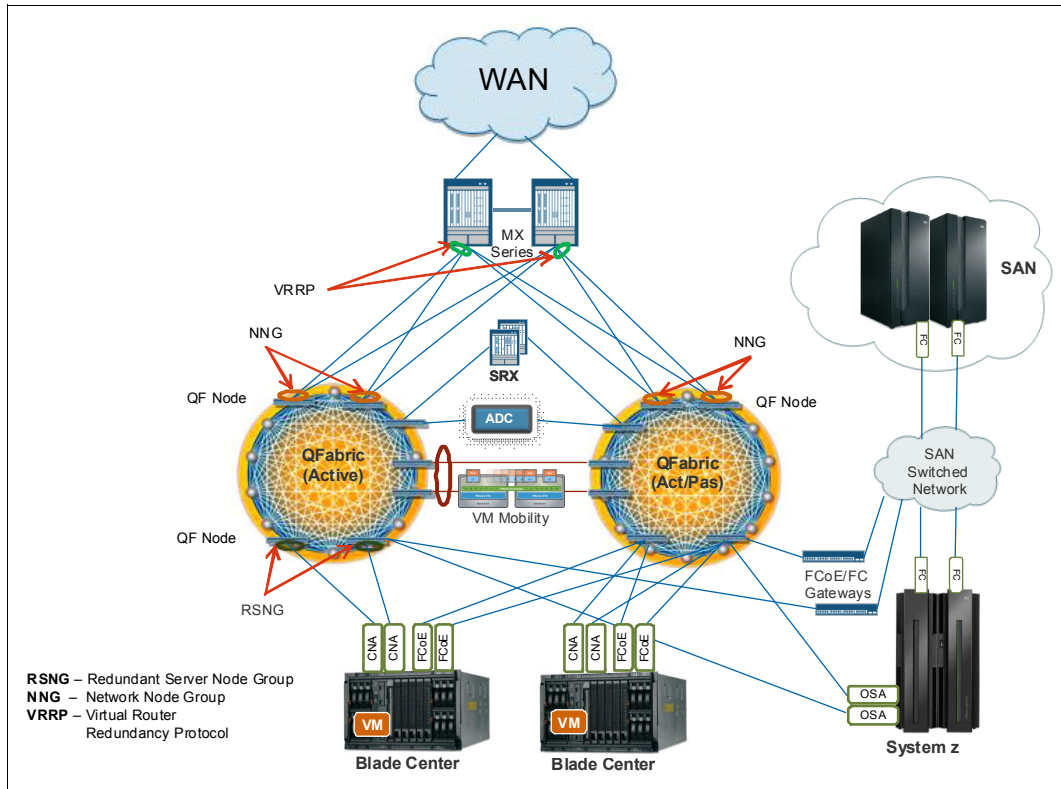 WAN
MX
Series
VRRP
SAN
FC
FC
NNG
NNG
SRX
QF Node
QF Node
ADC
QFabric
(Active)
QFabric
(Act/Pas)
SAN
Switched
Network
VM Mobility
QF Node
FCoE/FC
Gateways
FC
FC
RSNG
CNA
CNA
FCoE
FCoE
CNA
CNA
FCoE
FCoE
RSNG – Redundant Server Node Group
NNG – Network Node Group
VRRP – Virtual Router
Redundancy Protocol
VM
VM
OSA
OSA
Blade Center
Blade Center
System z